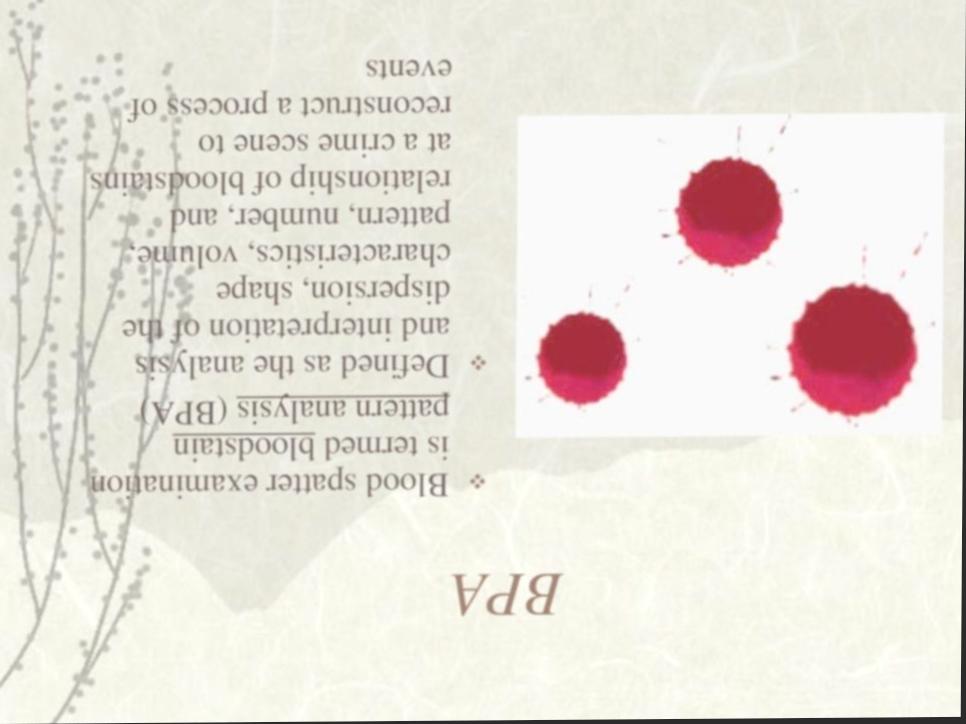 BPA
❖ Blood spatter examination
is termed bloodstain
pattern analysis (BPA)
❖ Defined as the analysis
and interpretation of the
dispersion, shape
characteristics, volume,
pattern, number, and
relationship of bloodstains
at a crime scene to
reconstruct a process of
events